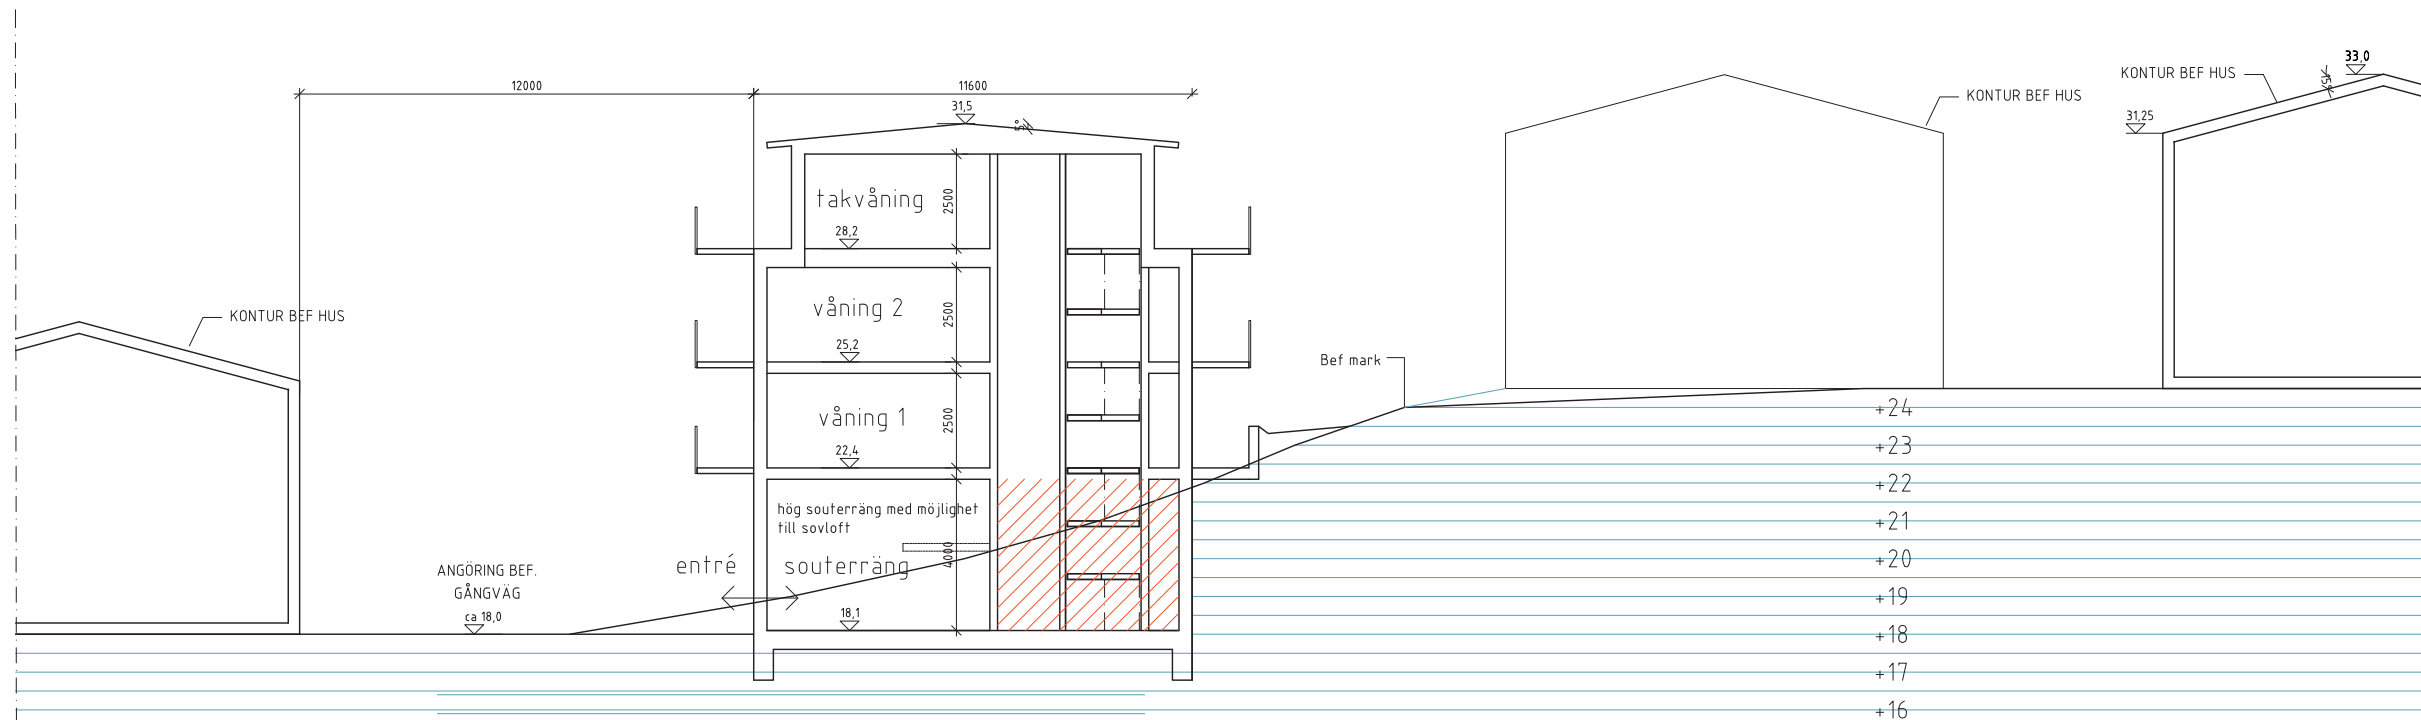 33,0
KONTUR BEF HUS
15°
12000
11600
KONTUR BEF HUS
31,5
5°
31,25
takvåning
2500
28,2
våning 2
2500
KONTUR BEF HUS
25,2
Bef mark
våning 1
2500
+24
+23
22,4
+22
hög souterräng med möjlighet
till sovloft
+21
4000
entré
souterräng
+20
ANGÖRING BEF.
GÅNGVÄG
ca 18,0
+19
18,1
+18
+17
+16